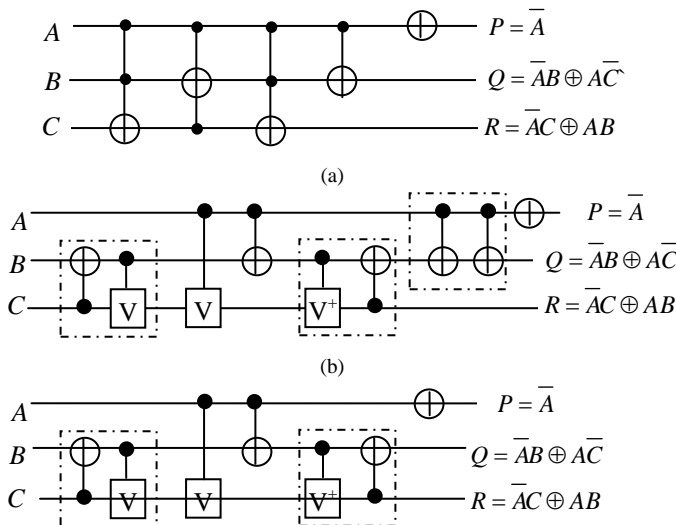 A P = A̅
B Q = A̅B ⊕ AC̅`
C R = A̅C ⊕ AB
(a)
A P = A̅
B Q = A̅B ⊕ AC̅
C V V V+ R = A̅C ⊕ AB
(b)
A P = A̅
B Q = A̅B ⊕ AC̅
C V V V+ R = A̅C ⊕ AB